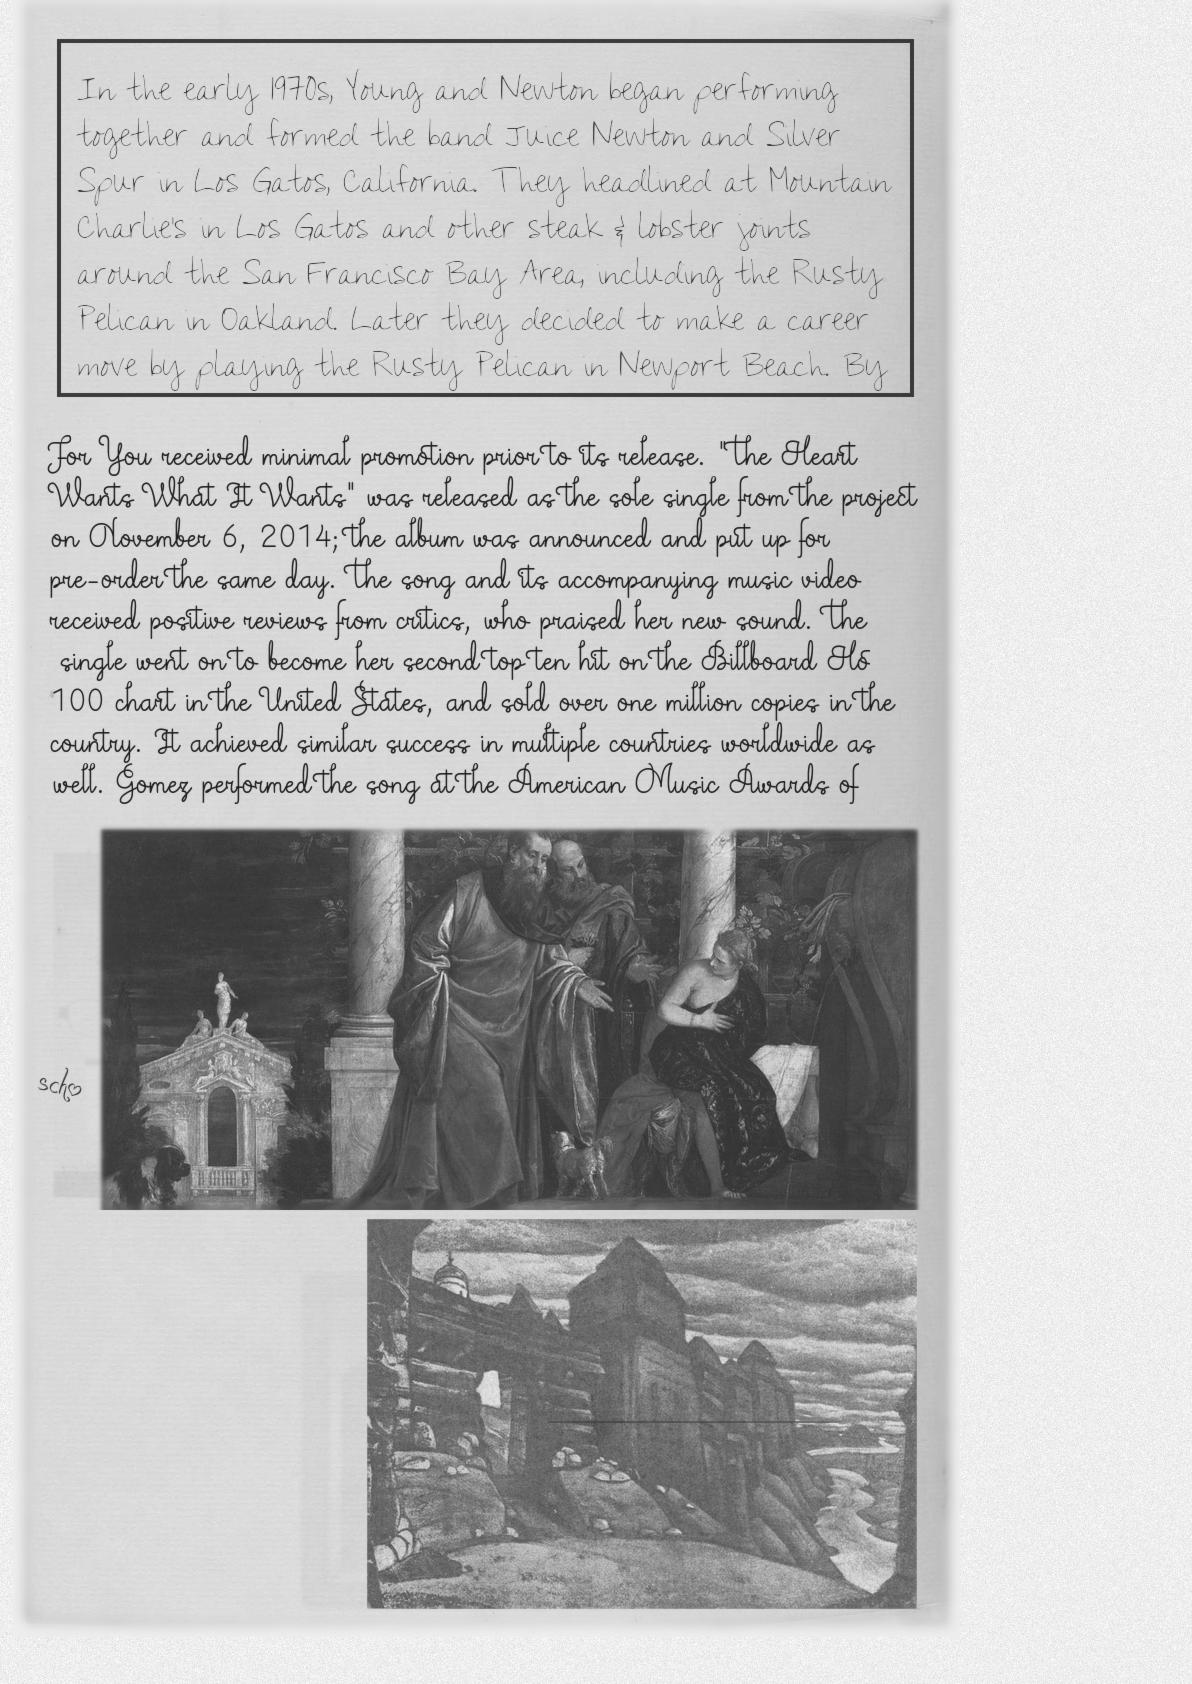 In the early 1970s, Young and Newton began performing
together and formed the band Juice Newton and Silver
Spur in Los Gatos, California. They headlined at Mountain
Charlie's in Los Gatos and other steak & lobster joints
around the San Francisco Bay Area, including the Rusty
Pelican in Oakland. Later they decided to make a career
move by playing the Rusty Pelican in Newport Beach. By
For You received minimal promotion prior to its release. "The Heart
Wants What It Wants" was released as the sole single from the project
on November 6, 2014; the album was announced and put up for
pre-order the same day. The song and its accompanying music video
received positive reviews from critics, who praised her new sound. The
single went on to become her second top ten hit on the Billboard Hot
100 chart in the United States, and sold over one million copies in the
country. It achieved similar success in multiple countries worldwide as
well. Gomez performed the song at the American Music Awards of